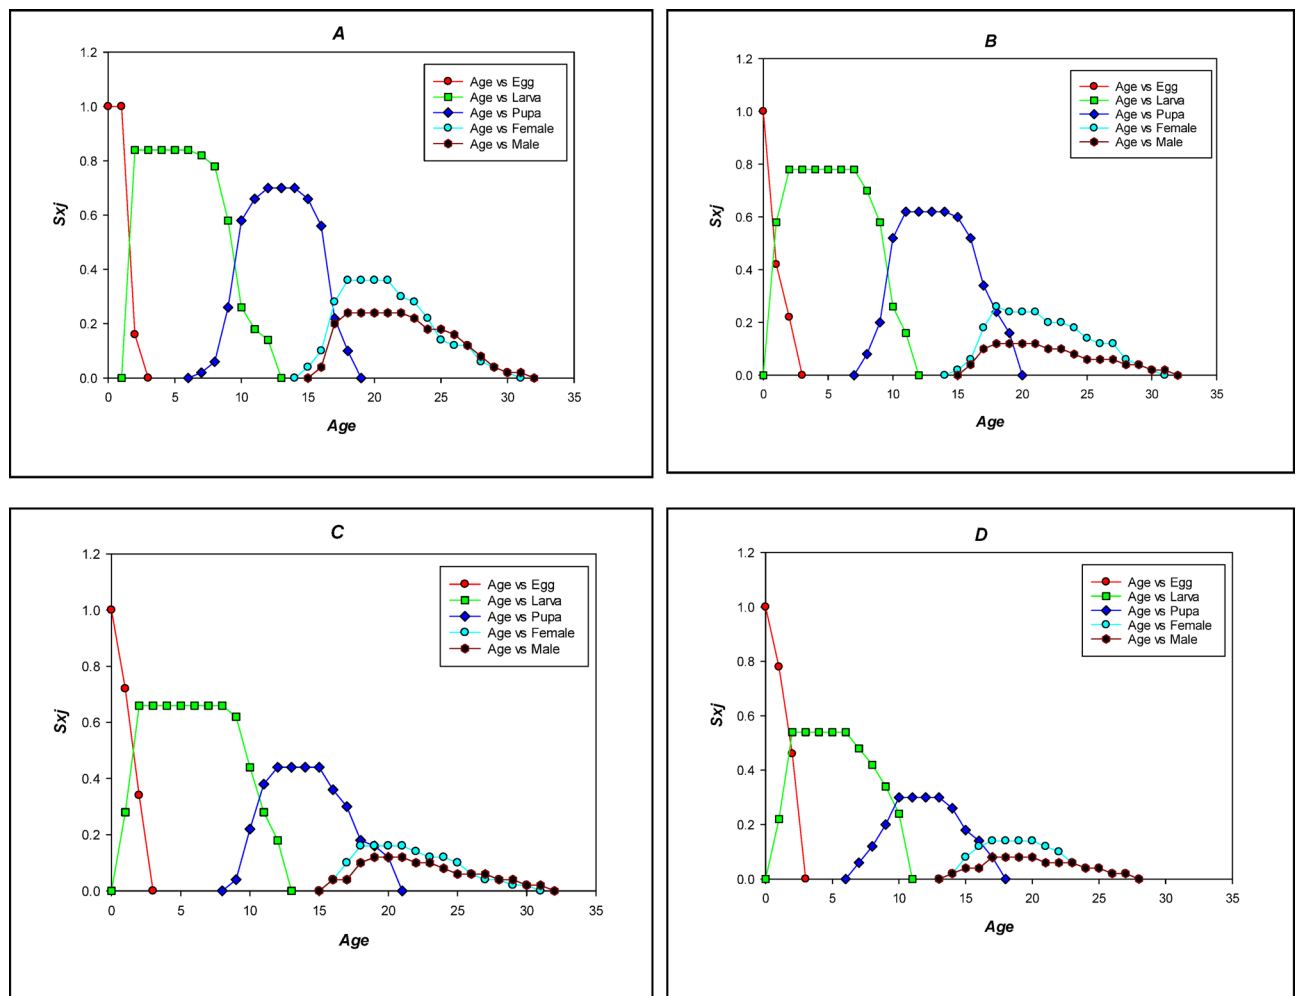 A
1.2
1.0
0.8
0.6
0.4
0.2
0.0
Sxj
0 5 10 15 20 25 30 35
Age
Age vs Egg
Age vs Larva
Age vs Pupa
Age vs Female
Age vs Male
B
1.2
1.0
0.8
0.6
0.4
0.2
0.0
Sxj
0 5 10 15 20 25 30 35
Age
Age vs Egg
Age vs Larva
Age vs Pupa
Age vs Female
Age vs Male
C
1.2
1.0
0.8
0.6
0.4
0.2
0.0
Sxj
0 5 10 15 20 25 30 35
Age
Age vs Egg
Age vs Larva
Age vs Pupa
Age vs Female
Age vs Male
D
1.2
1.0
0.8
0.6
0.4
0.2
0.0
Sxj
0 5 10 15 20 25 30 35
Age
Age vs Egg
Age vs Larva
Age vs Pupa
Age vs Female
Age vs Male